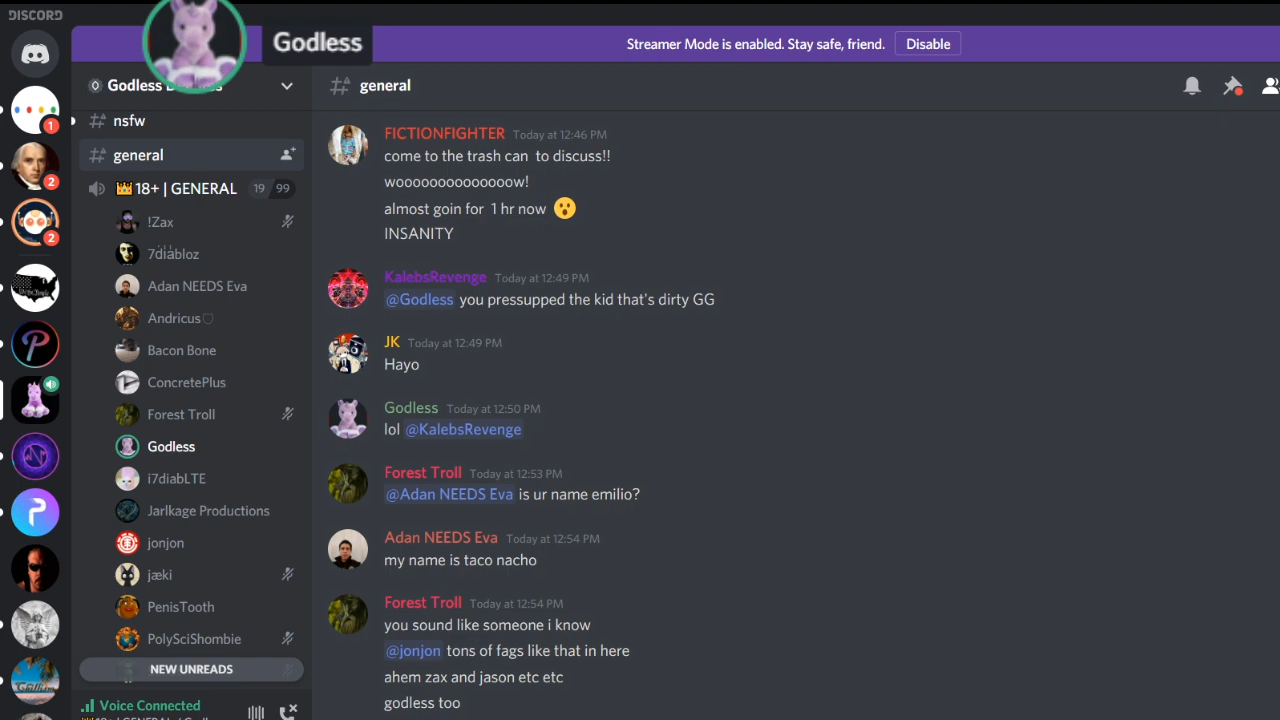 DISCORD
Godless
Streamer Mode is enabled. Stay safe, friend.
Disable
Godless
general
1
nsfw
general
2
18+ | GENERAL
19 99
2
!Zax
7diabloz
Adan NEEDS Eva
Andricus
Bacon Bone
ConcretePlus
Forest Troll
Godless
i7diabLTE
Jarlkage Productions
jonjon
jæki
PenisTooth
PolySciShombie
NEW UNREADS
Voice Connected
FICTIONFIGHTER Today at 12:46 PM
come to the trash can to discuss!!
woooooooooooooow!
almost goin for 1 hr now 😮
INSANITY
KalebsRevenge Today at 12:49 PM
@Godless you pressupped the kid that's dirty GG
JK Today at 12:49 PM
Hayo
Godless Today at 12:50 PM
lol @KalebsRevenge
Forest Troll Today at 12:53 PM
@Adan NEEDS Eva is ur name emilio?
Adan NEEDS Eva Today at 12:54 PM
my name is taco nacho
Forest Troll Today at 12:54 PM
you sound like someone i know
@jonjon tons of fags like that in here
ahem zax and jason etc etc
godless too